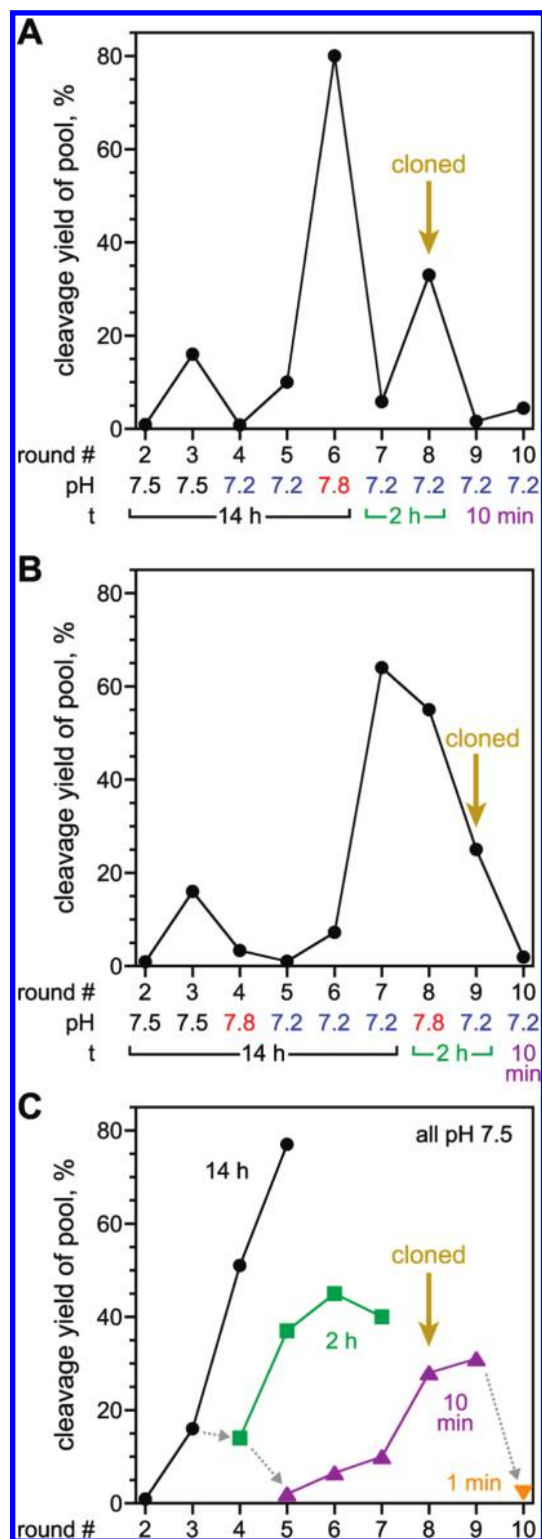 A
cleavage yield of pool, %
80
60
40
20
0
cloned
round # 2 3 4 5 6 7 8 9 10
pH 7.5 7.5 7.2 7.2 7.8 7.2 7.2 7.2 7.2
t 14 h 2 h 10 min
B
cleavage yield of pool, %
80
60
40
20
0
cloned
round # 2 3 4 5 6 7 8 9 10
pH 7.5 7.5 7.8 7.2 7.2 7.2 7.8 7.2 7.2
t 14 h 2 h 10
min
C
cleavage yield of pool, %
80
60
40
20
0
all pH 7.5
14 h
cloned
2 h
10
min
1 min
round # 2 3 4 5 6 7 8 9 10